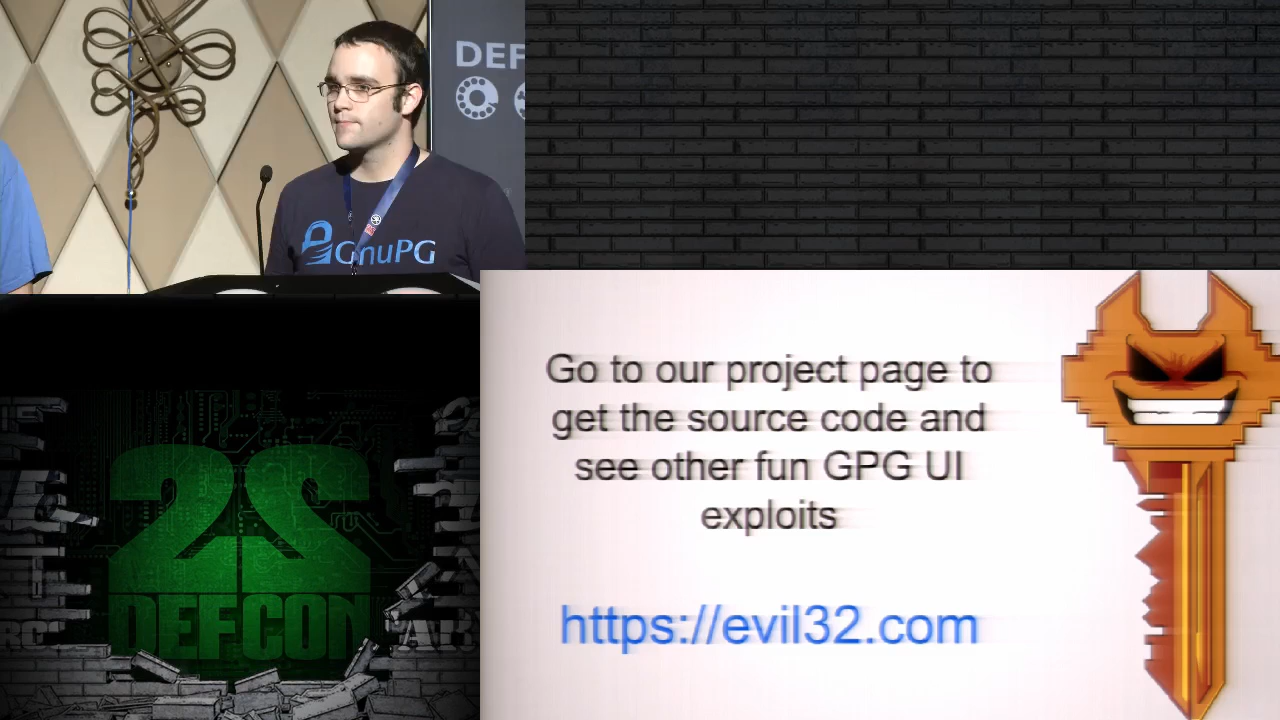 DEF
GnuPG
Go to our project page to
get the source code and
see other fun GPG UI
exploits
https://evil32.com
22
DEFCON